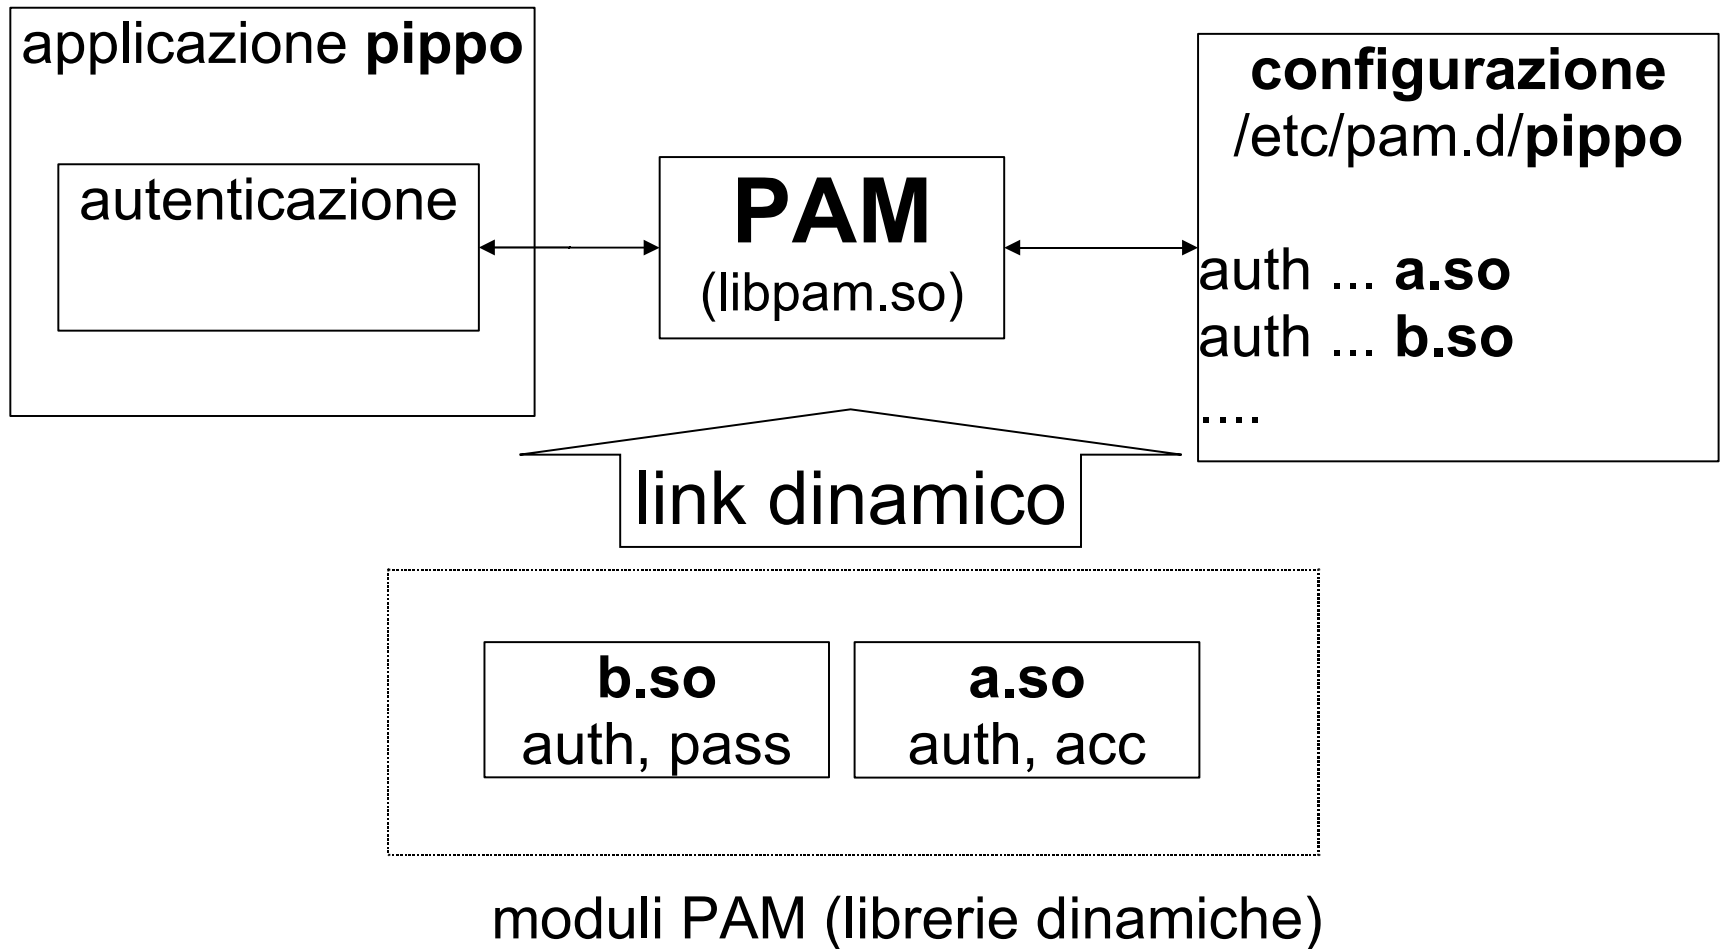 applicazione pippo
autenticazione
PAM
(libpam.so)
configurazione
/etc/pam.d/pippo
auth ... a.so
auth ... b.so
....
link dinamico
b.so
auth, pass
a.so
auth, acc
moduli PAM (librerie dinamiche)